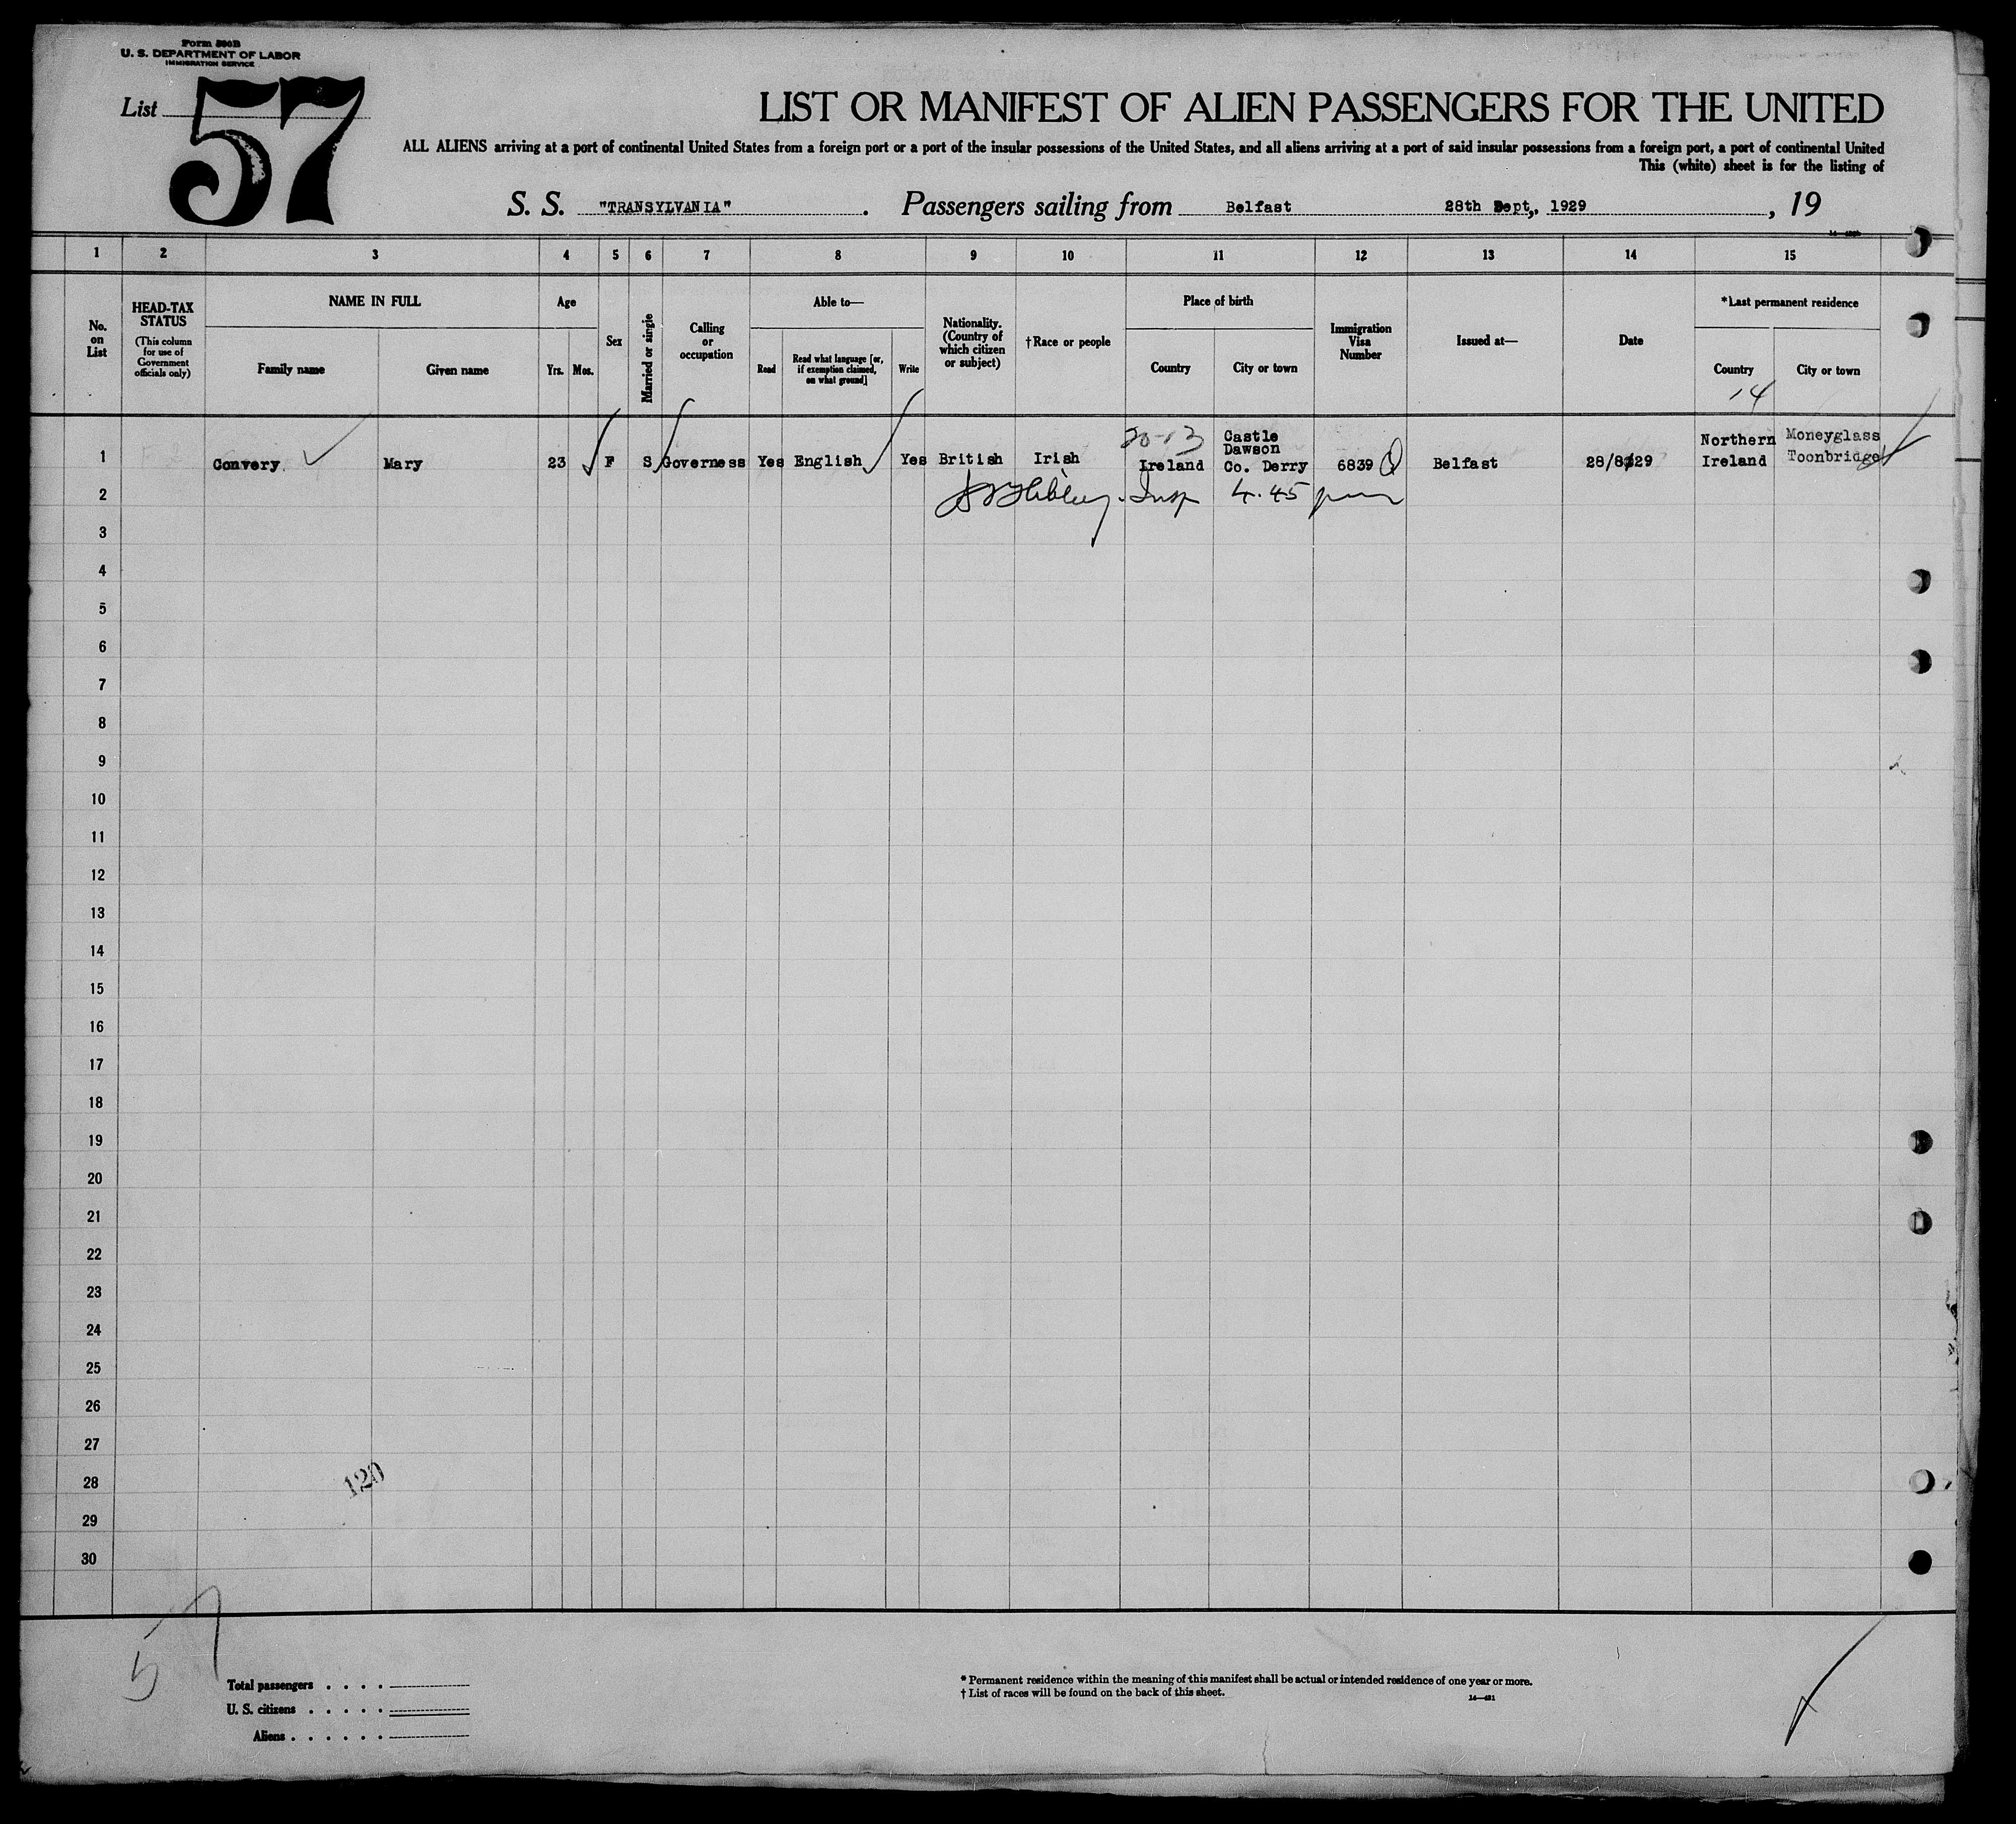 Form 500B
U. S. DEPARTMENT OF LABOR
IMMIGRATION SERVICE
List 57
LIST OR MANIFEST OF ALIEN PASSENGERS FOR THE UNITED
ALL ALIENS arriving at a port of continental United States from a foreign port or a port of the insular possessions of the United States, and all aliens arriving at a port of said insular possessions from a foreign port, a port of continental United
This (white) sheet is for the listing of
S. S. "TRANSYLVANIA". Passengers sailing from Belfast 28th Sept,. 1929, 19
1 2 3 4 5 6 7 8 9 10 11 12 13 14 15
No. on List
HEAD-TAX STATUS
(This column for use of Government officials only)
NAME IN FULL
Family name
Given name
Age
Yrs. Mos.
Sex
Married or single
Calling or occupation
Able to—
Read
Read what language [or, if exemption claimed, on what ground]
Write
Nationality. (Country of which citizen or subject)
†Race or people
Place of birth
Country
City or town
Immigration Visa Number
Issued at—
Date
*Last permanent residence
Country
City or town
14
20-13
1 Convery Mary 23 F S Governess Yes English Yes British Irish Ireland Castle Dawson Co. Derry 6839 Belfast 28/8/29 Northern Ireland Moneyglass Toonbridge
2 Insp 4.45 pm
3
4
5
6
7
8
9
10
11
12
13
14
15
16
17
18
19
20
21
22
23
24
25
26
27
28 120
29
30
57
Total passengers . . . .
U. S. citizens . . . . .
Aliens . . . . . .
* Permanent residence within the meaning of this manifest shall be actual or intended residence of one year or more.
† List of races will be found on the back of this sheet.